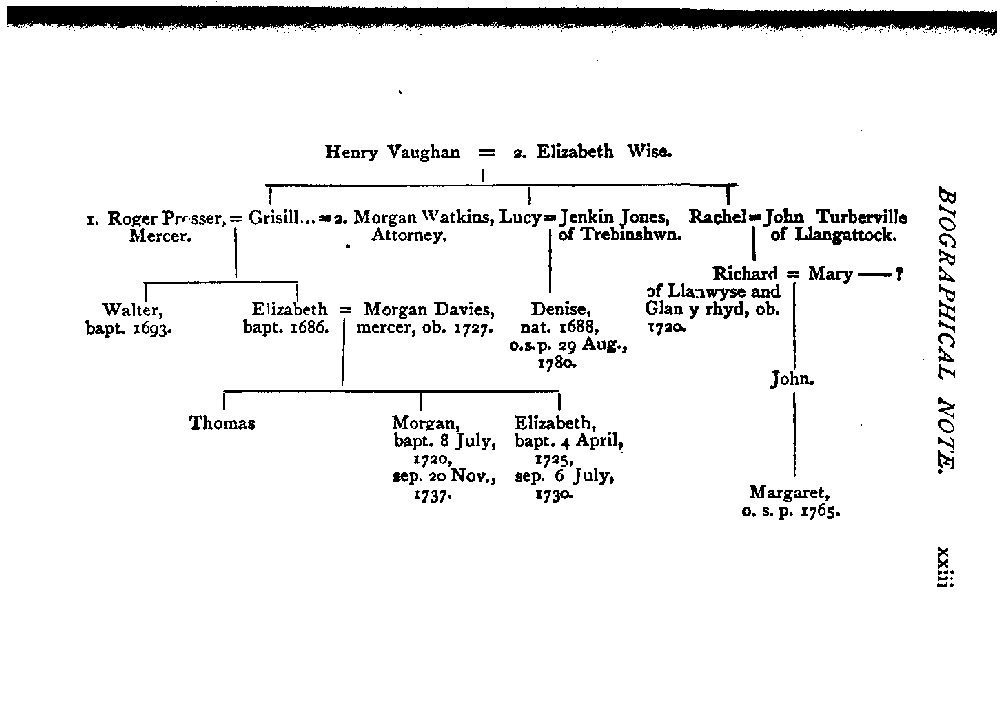 Henry Vaughan = 2. Elizabeth Wise.
1. Roger Prosser, = Grisill... = 2. Morgan Watkins, Lucy = Jenkin Jones, Rachel = John Turberville
Mercer. Attorney. of Trebinshwn. of Llangattock.
Richard = Mary — ?
of Llanwyse and
Glan y rhyd, ob.
1720.
Walter,
bapt. 1693.
Elizabeth = Morgan Davies,
bapt. 1686. mercer, ob. 1727.
Denise,
nat. 1688,
o.s.p. 29 Aug.,
1780.
John.
Thomas
Morgan,
bapt. 8 July,
1720,
sep. 20 Nov.,
1737.
Elizabeth,
bapt. 4 April,
1725,
sep. 6 July,
1730.
Margaret,
o. s. p. 1765.
BIOGRAPHICAL NOTE.
xxiii